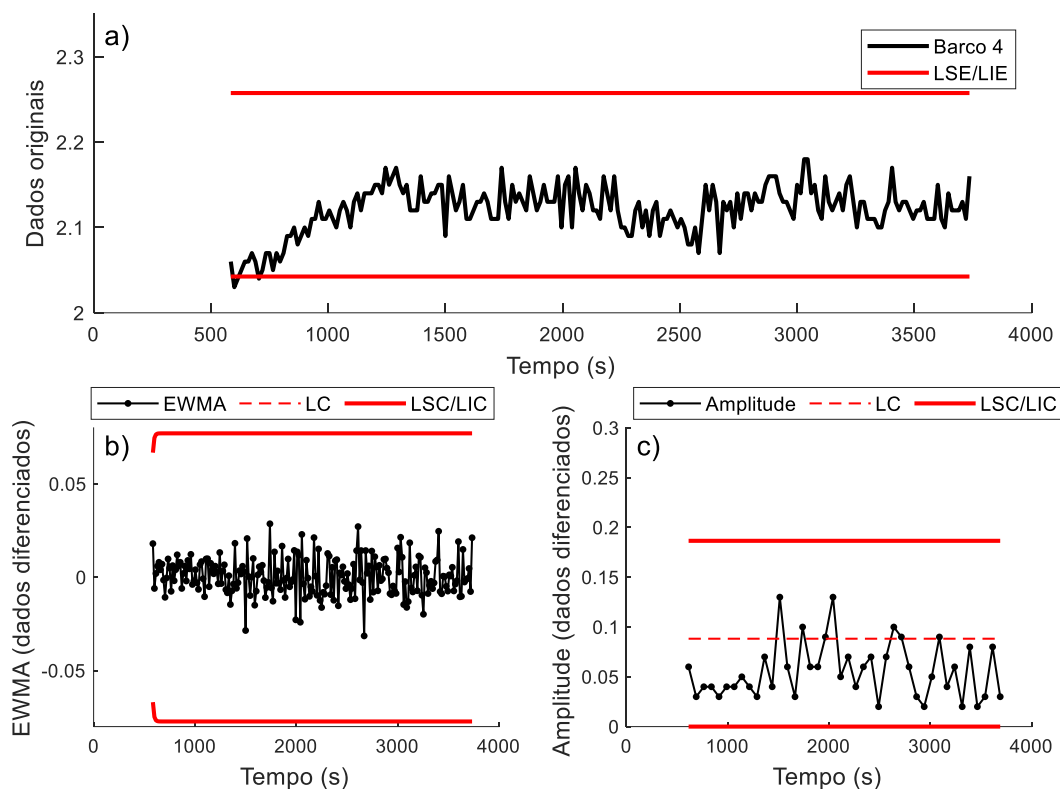 a)
Barco 4
LSE/LIE
Dados originais
2.3
2.2
2.1
2
0 500 1000 1500 2000 2500 3000 3500 4000
Tempo (s)
EWMA LC LSC/LIC
b)
EWMA (dados diferenciados)
0.05
0
-0.05
0 1000 2000 3000 4000
Tempo (s)
Amplitude LC LSC/LIC
c)
Amplitude (dados diferenciados)
0.3
0.25
0.2
0.15
0.1
0.05
0
0 1000 2000 3000 4000
Tempo (s)